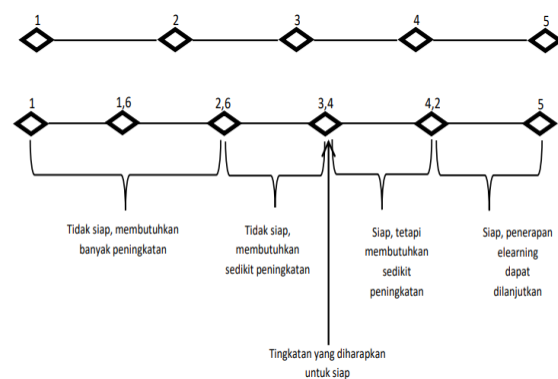 1 2 3 4 5
1 1,6 2,6 3,4 4,2 5
Tidak siap, membutuhkan
banyak peningkatan
Tidak siap,
membutuhkan
sedikit peningkatan
Siap, tetapi
membutuhkan
sedikit
peningkatan
Siap, penerapan
elearning
dapat
dilanjutkan
Tingkatan yang diharapkan
untuk siap